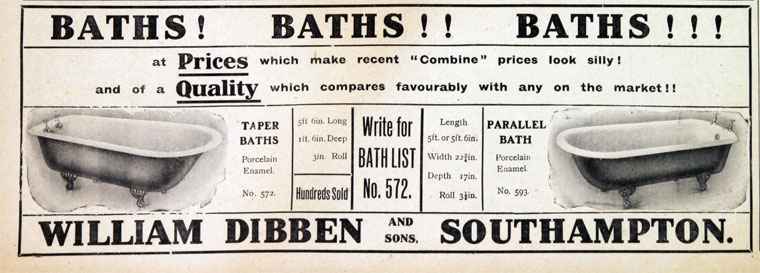 BATHS! BATHS!! BATHS!!!
at Prices which make recent "Combine" prices look silly!
and of a Quality which compares favourably with any on the market!!
TAPER
BATHS
Porcelain
Enamel.
No. 572.
5ft 6in. Long
1ft. 6in. Deep
3in Roll
Hundreds Sold
Write for
BATH LIST
No. 572.
Length
5ft. or 5ft. 6in.
Width 22½in.
Depth 17in.
Roll 3½in.
PARALLEL
BATH
Porcelain
Enamel.
No. 593.
WILLIAM DIBBEN AND SONS, SOUTHAMPTON.